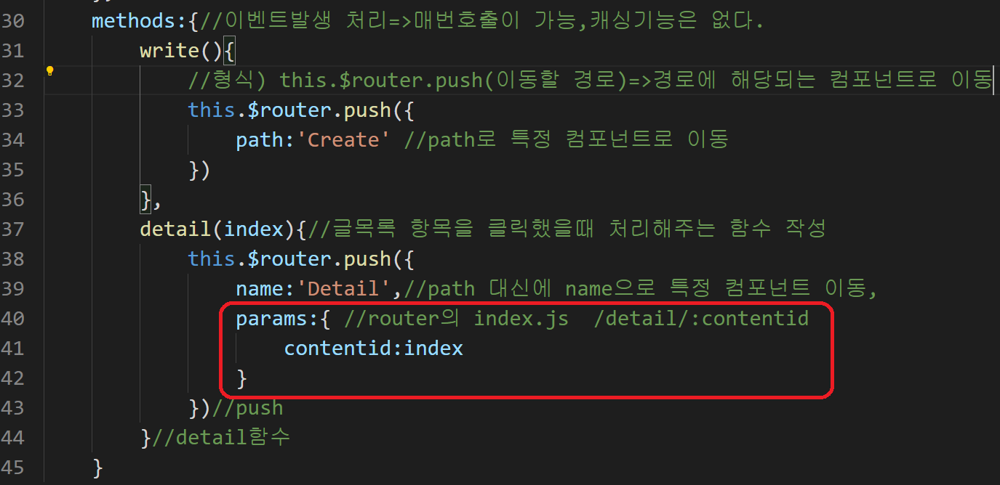 30 methods:{//이벤트발생 처리=>매번호출이 가능,캐싱기능은 없다.
31 write(){
32 //형식) this.$router.push(이동할 경로)=>경로에 해당되는 컴포넌트로 이동
33 this.$router.push({
34 path:'Create' //path로 특정 컴포넌트로 이동
35 })
36 },
37 detail(index){//글목록 항목을 클릭했을때 처리해주는 함수 작성
38 this.$router.push({
39 name:'Detail',//path 대신에 name으로 특정 컴포넌트 이동,
40 params:{ //router의 index.js /detail/:contentid
41 contentid:index
42 }
43 })//push
44 }//detail함수
45 }